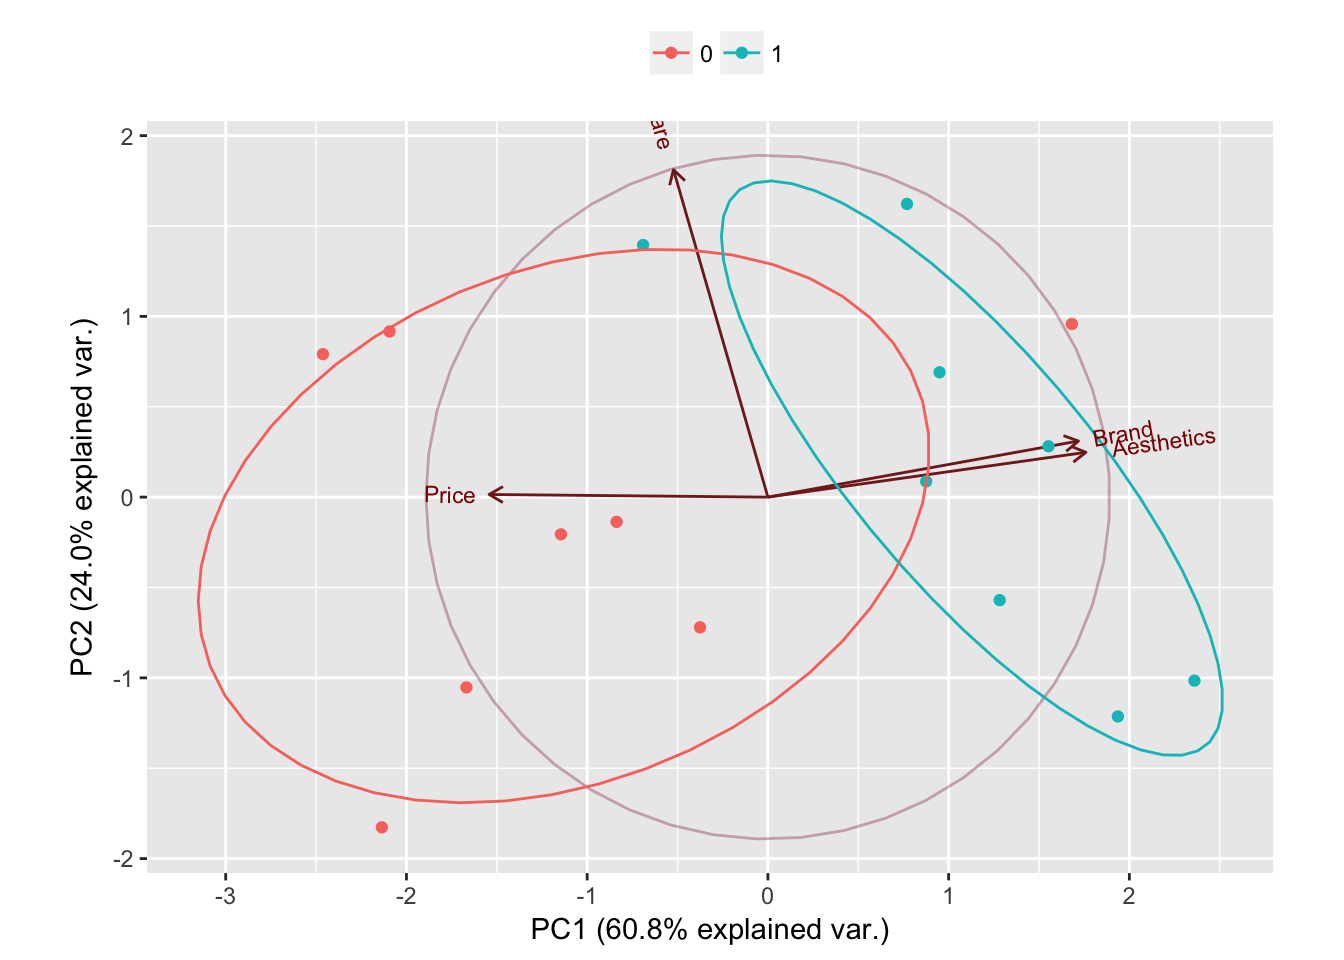 0 1
2
1
0
-1
-2
PC2 (24.0% explained var.)
Brand
Aesthetics
Price
-3 -2 -1 0 1 2
PC1 (60.8% explained var.)